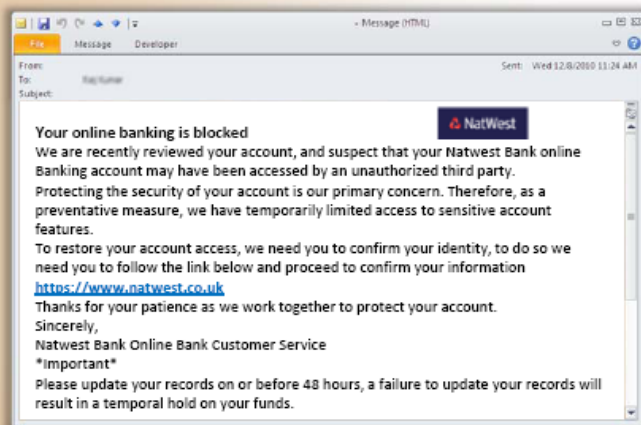 - Message (HTML)
File Message Developer
From: Sent: Wed 12/8/2010 11:24 AM
To:
Subject:
NatWest
Your online banking is blocked
We are recently reviewed your account, and suspect that your Natwest Bank online
Banking account may have been accessed by an unauthorized third party.
Protecting the security of your account is our primary concern. Therefore, as a
preventative measure, we have temporarily limited access to sensitive account
features.
To restore your account access, we need you to confirm your identity, to do so we
need you to follow the link below and proceed to confirm your information
https://www.natwest.co.uk
Thanks for your patience as we work together to protect your account.
Sincerely,
Natwest Bank Online Bank Customer Service
*Important*
Please update your records on or before 48 hours, a failure to update your records will
result in a temporal hold on your funds.